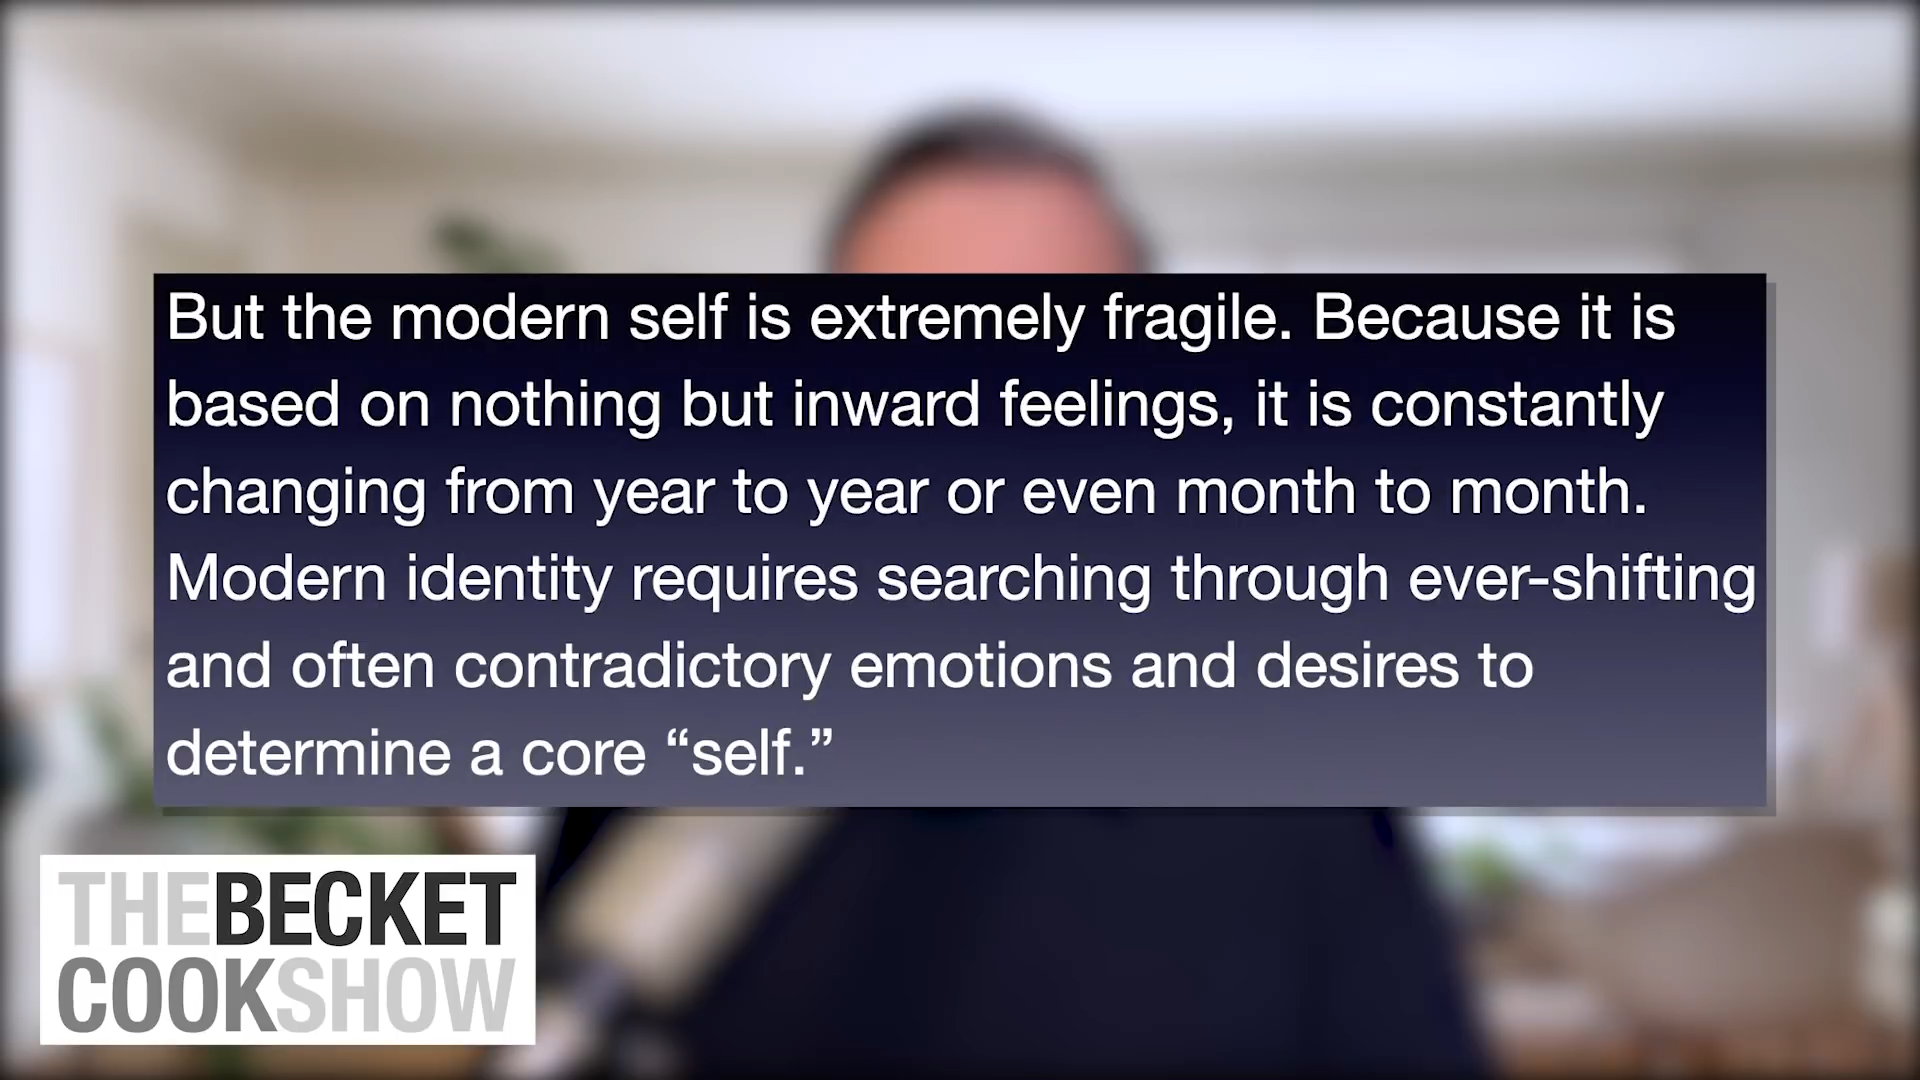 But the modern self is extremely fragile. Because it is
based on nothing but inward feelings, it is constantly
changing from year to year or even month to month.
Modern identity requires searching through ever-shifting
and often contradictory emotions and desires to
determine a core “self.”
THEBECKET
COOKSHOW